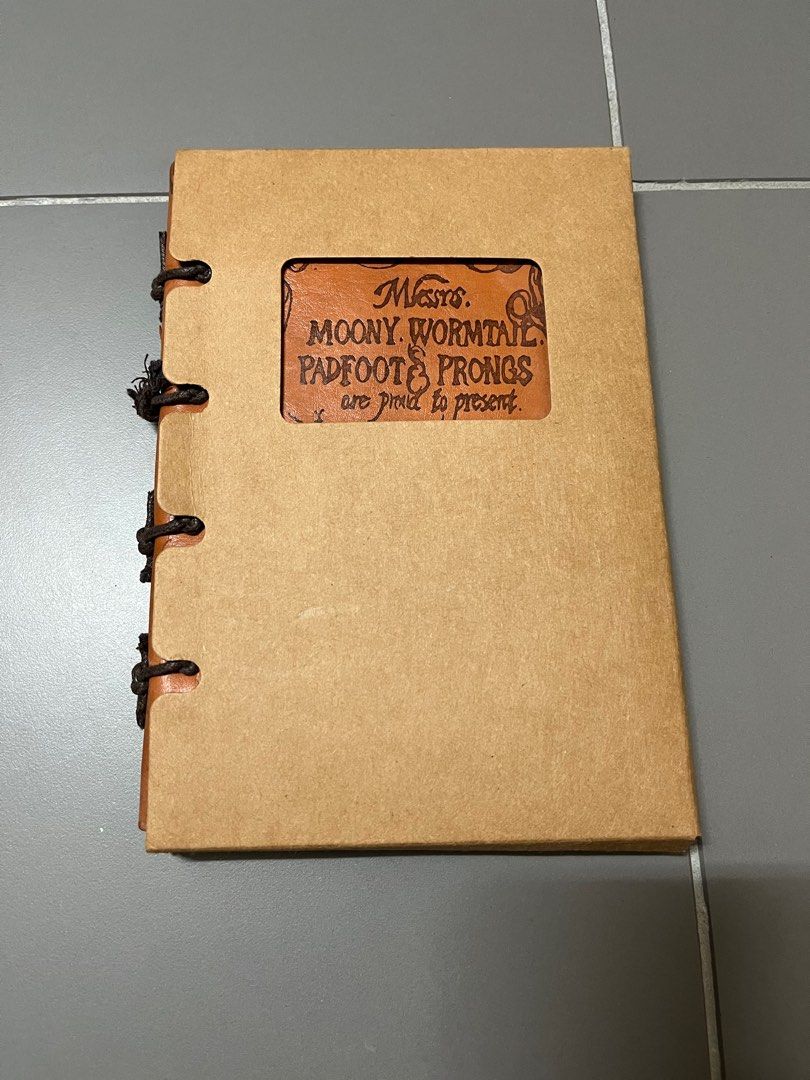 Messrs.
MOONY. WORMTAIL.
PADFOOT & PRONGS
are proud to present.